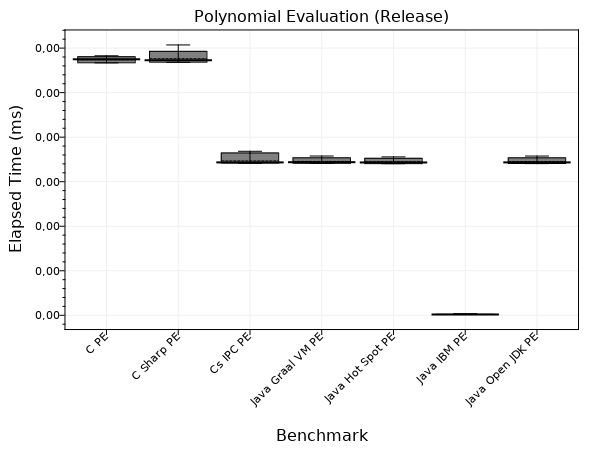 Polynomial Evaluation (Release)
Elapsed Time (ms)
0,00
0,00
0,00
0,00
0,00
0,00
0,00
C PE
C Sharp PE
Cs IPC PE
Java Graal VM PE
Java Hot Spot PE
Java IBM PE
Java Open JDK PE
Benchmark